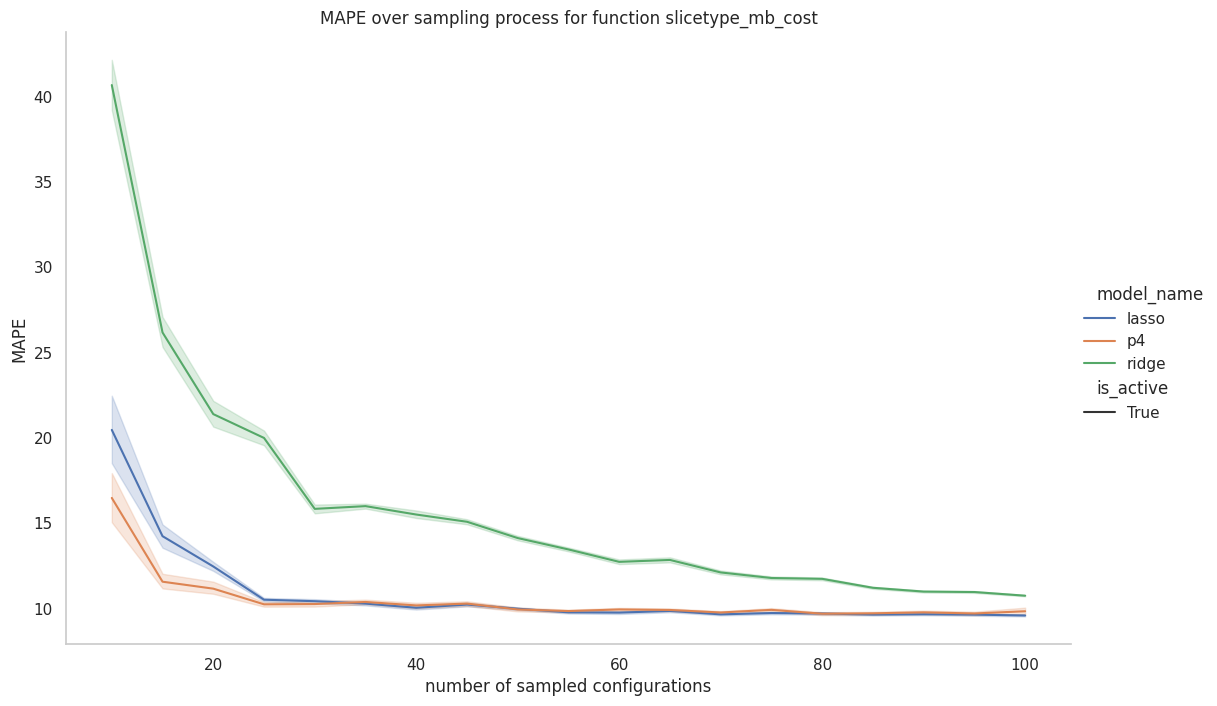 MAPE over sampling process for function slicetype_mb_cost
40
35
30
25
20
15
10
MAPE
20
40
60
80
100
number of sampled configurations
model_name
lasso
p4
ridge
is_active
True